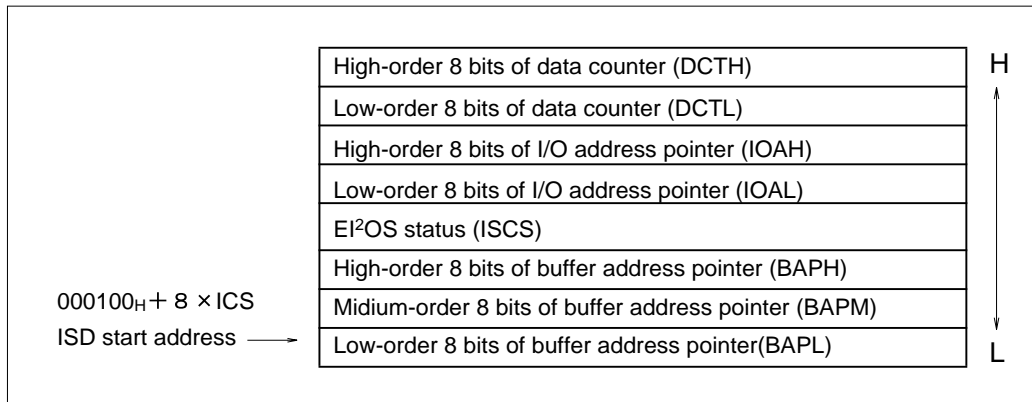 High-order 8 bits of data counter (DCTH)
H
Low-order 8 bits of data counter (DCTL)
High-order 8 bits of I/O address pointer (IOAH)
Low-order 8 bits of I/O address pointer (IOAL)
EI²OS status (ISCS)
High-order 8 bits of buffer address pointer (BAPH)
000100H + 8 × ICS
Midium-order 8 bits of buffer address pointer (BAPM)
ISD start address
Low-order 8 bits of buffer address pointer(BAPL)
L